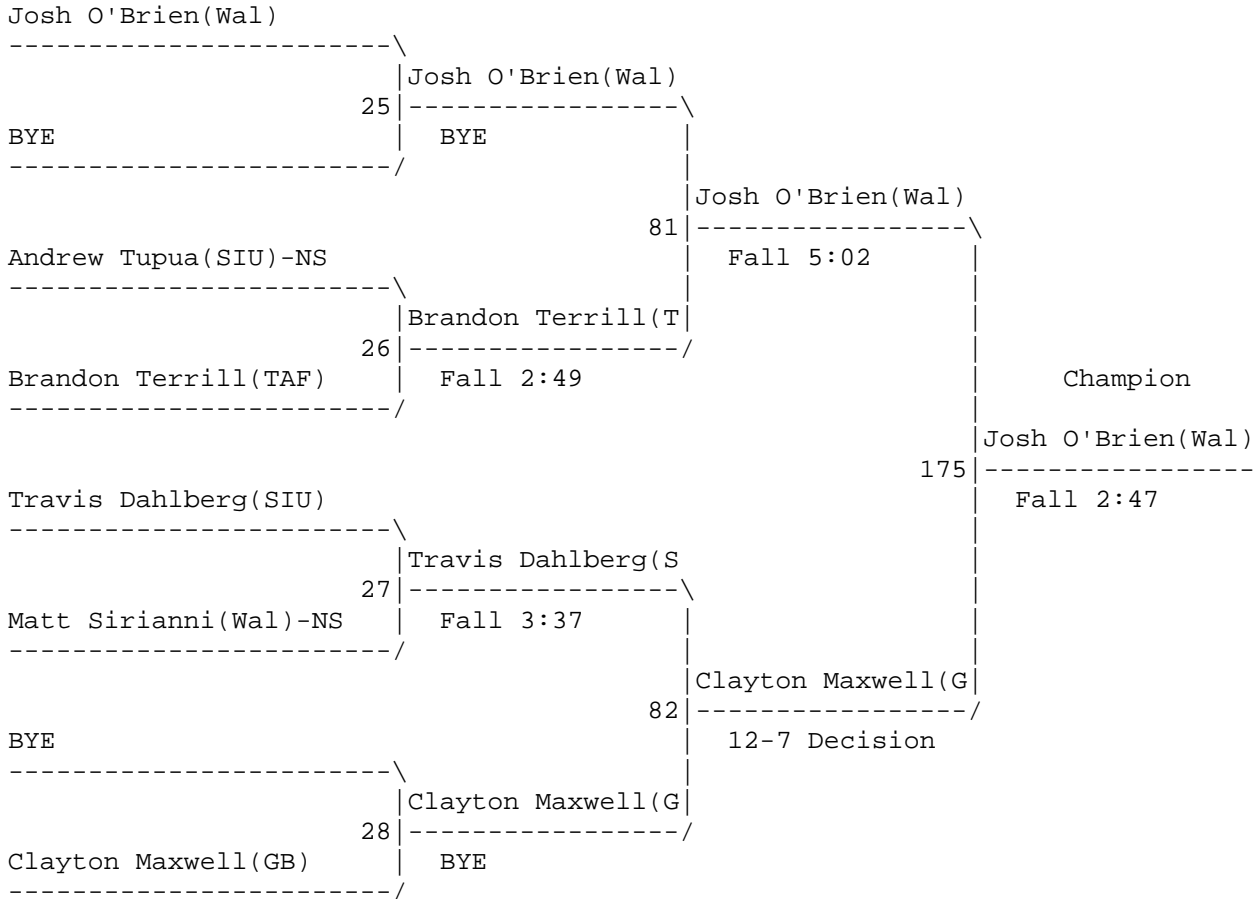 Josh O'Brien(Wal)
------------------------\
|Josh O'Brien(Wal)
25|-----------------\
BYE | BYE |
------------------------/ |
|Josh O'Brien(Wal)
81|-----------------\
Andrew Tupua(SIU)-NS | Fall 5:02 |
------------------------\ | |
|Brandon Terrill(T| |
26|-----------------/ |
Brandon Terrill(TAF) | Fall 2:49 | Champion
------------------------/ |
|Josh O'Brien(Wal)
175|-----------------
Travis Dahlberg(SIU) | Fall 2:47
------------------------\ |
|Travis Dahlberg(S |
27|-----------------\ |
Matt Sirianni(Wal)-NS | Fall 3:37 | |
------------------------/ | |
|Clayton Maxwell(G|
82|-----------------/
BYE | 12-7 Decision
------------------------\ |
|Clayton Maxwell(G|
28|-----------------/
Clayton Maxwell(GB) | BYE
------------------------/